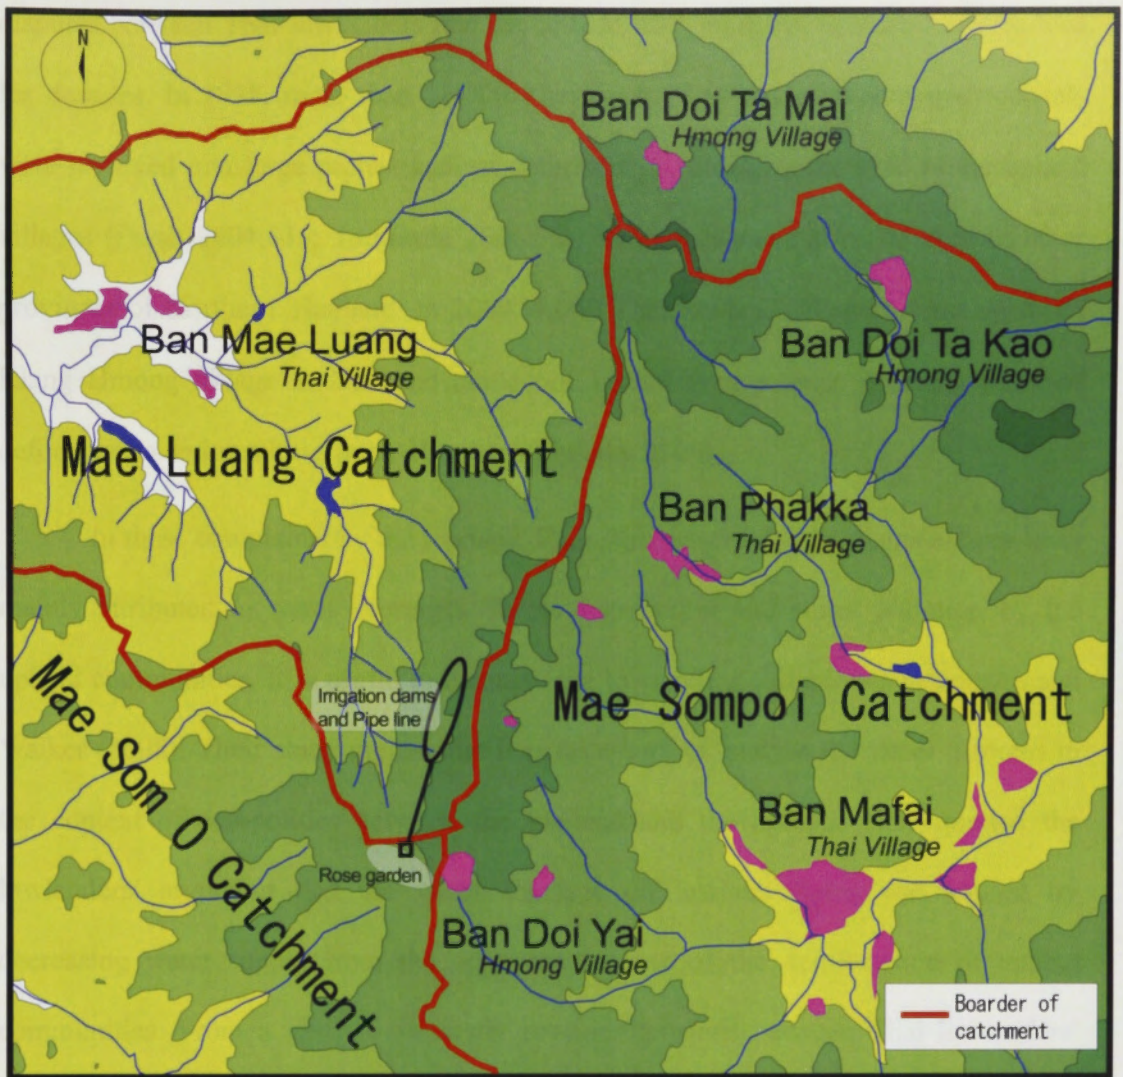 N
Ban Doi Ta Mai
Hmong Village
Ban Mae Luang
Thai Village
Ban Doi Ta Kao
Hmong Village
Mae Luang Catchment
Ban Phakka
Thai Village
Irrigation dams
and Pipe line
Mae Sompoi Catchment
Mae Som O Catchment
Ban Mafai
Thai Village
Rose garden
Ban Doi Yai
Hmong Village
Boarder of
catchment